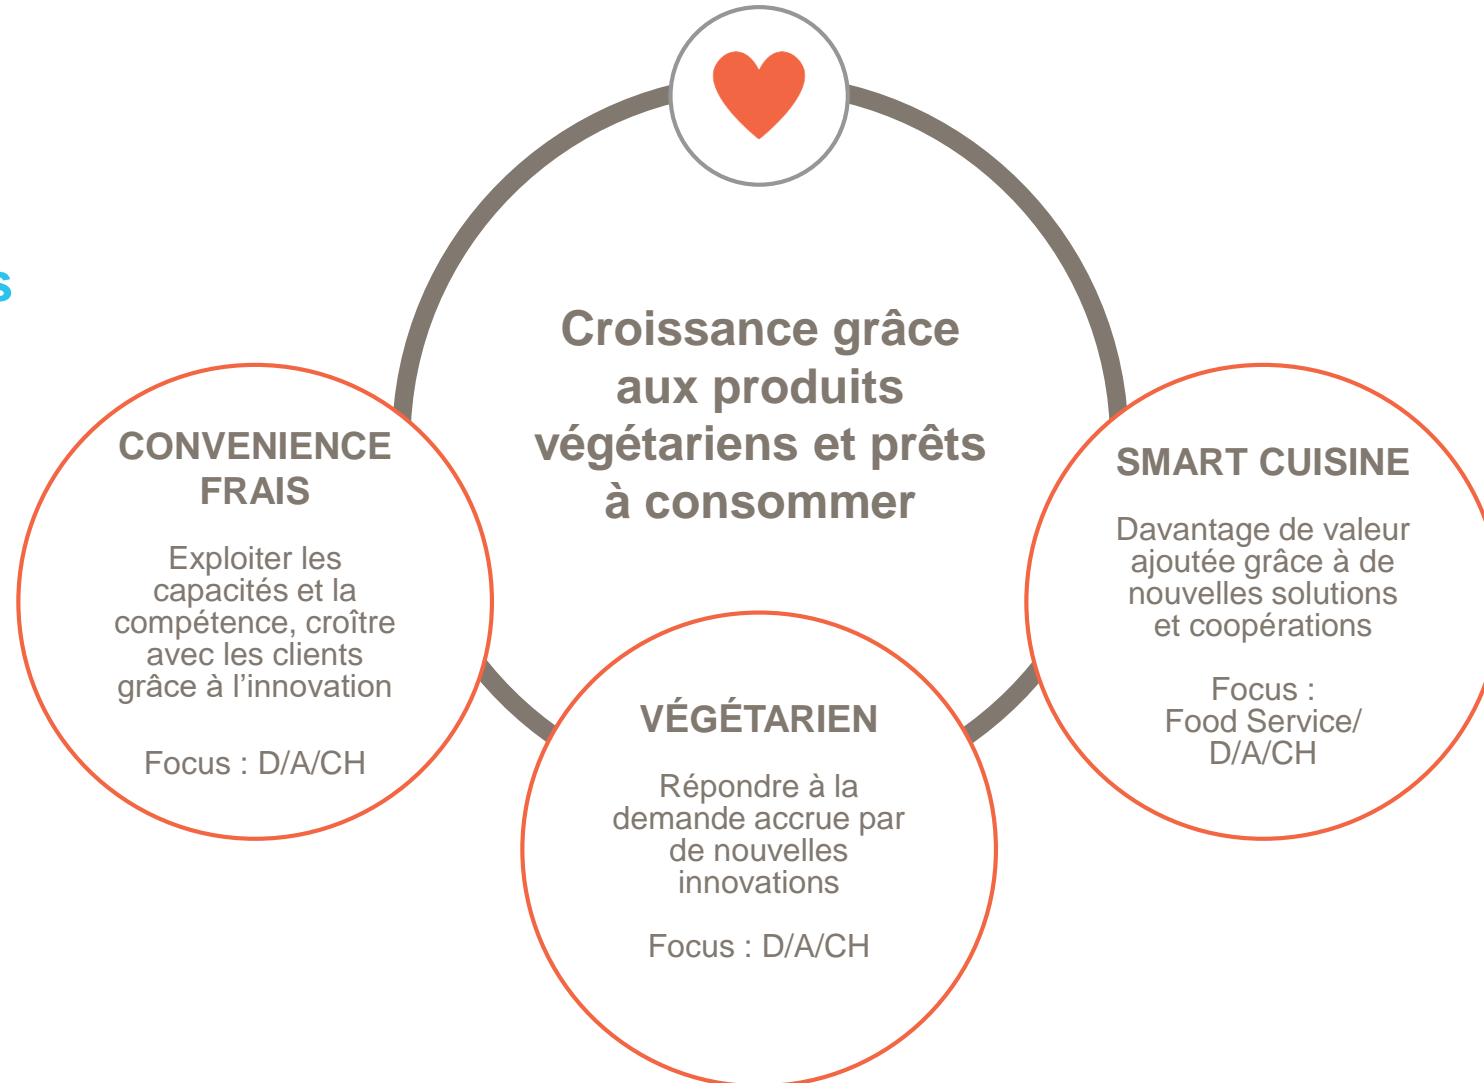 s
Croissance grâce
aux produits
végétariens et prêts
à consommer
CONVENIENCE
FRAIS
Exploiter les
capacités et la
compétence, croître
avec les clients
grâce à l’innovation
Focus : D/A/CH
VÉGÉTARIEN
Répondre à la
demande accrue par
de nouvelles
innovations
Focus : D/A/CH
SMART CUISINE
Davantage de valeur
ajoutée grâce à de
nouvelles solutions
et coopérations
Focus :
Food Service/
D/A/CH